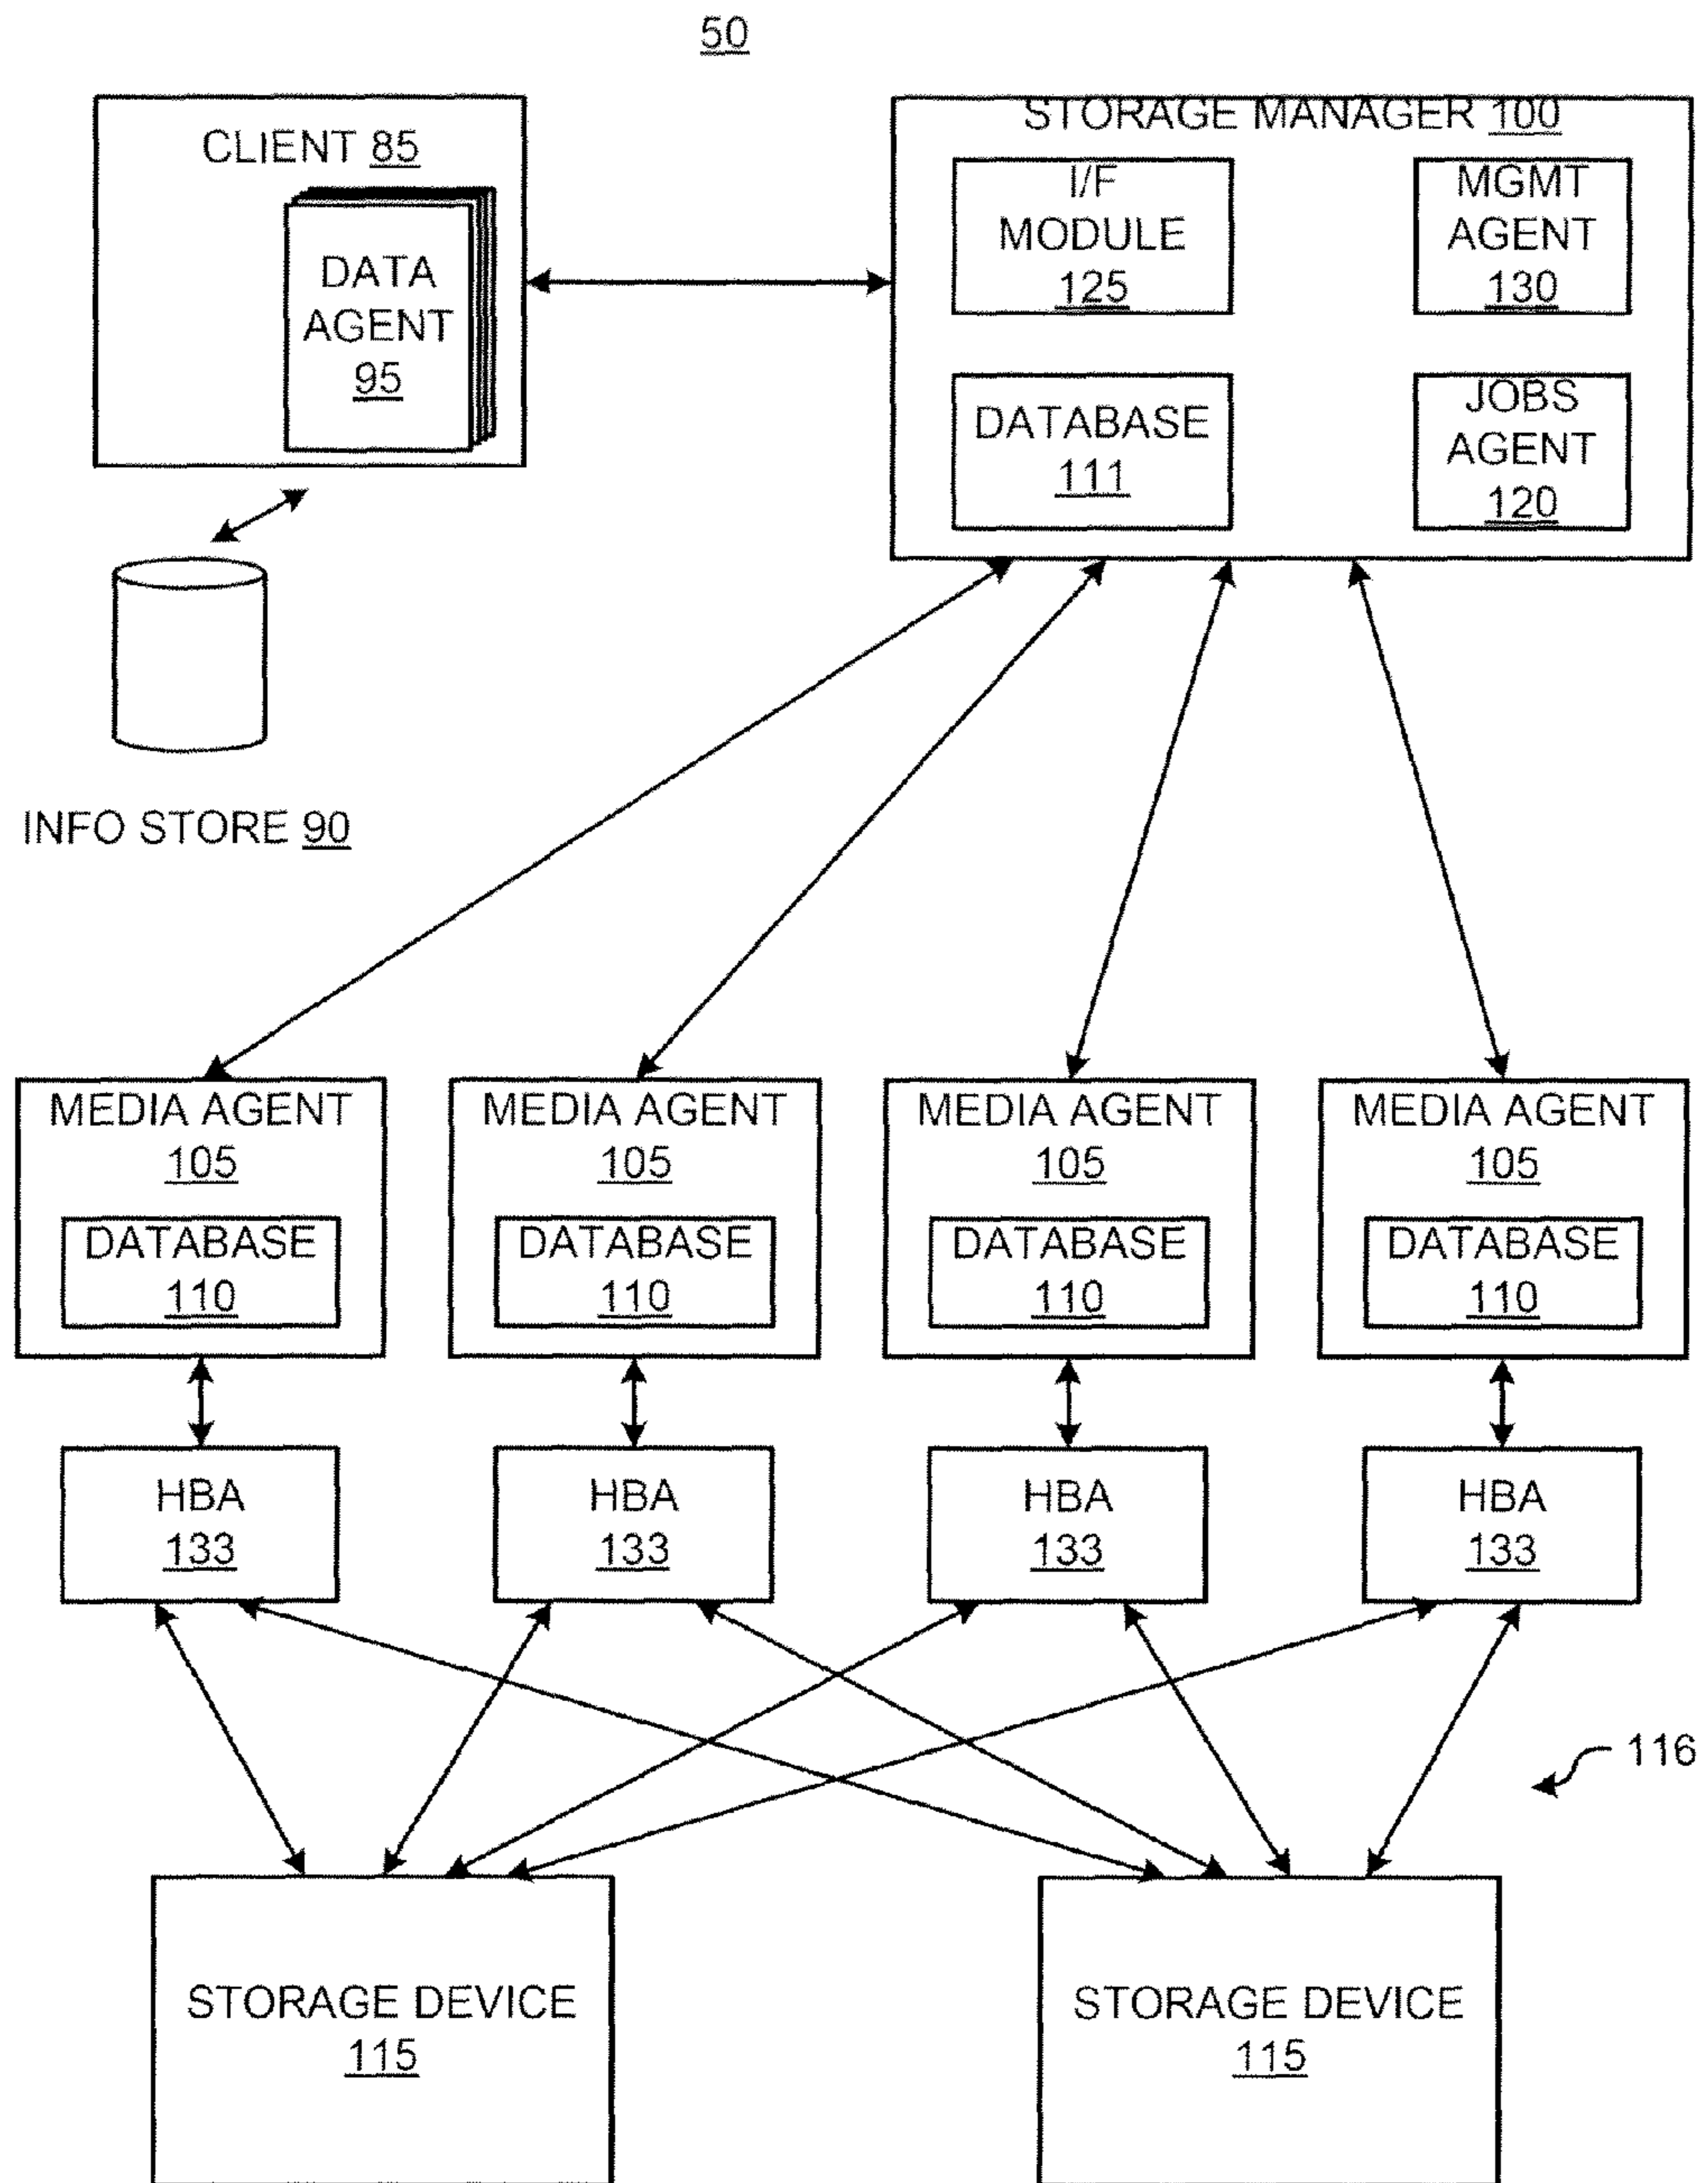 50
CLIENT 85
DATA
AGENT
95
STORAGE MANAGER 100
I/F
MODULE
125
MGMT
AGENT
130
DATABASE
111
JOBS
AGENT
120
INFO STORE 90
MEDIA AGENT
105
DATABASE
110
MEDIA AGENT
105
DATABASE
110
MEDIA AGENT
105
DATABASE
110
MEDIA AGENT
105
DATABASE
110
HBA
133
HBA
133
HBA
133
HBA
133
116
STORAGE DEVICE
115
STORAGE DEVICE
115